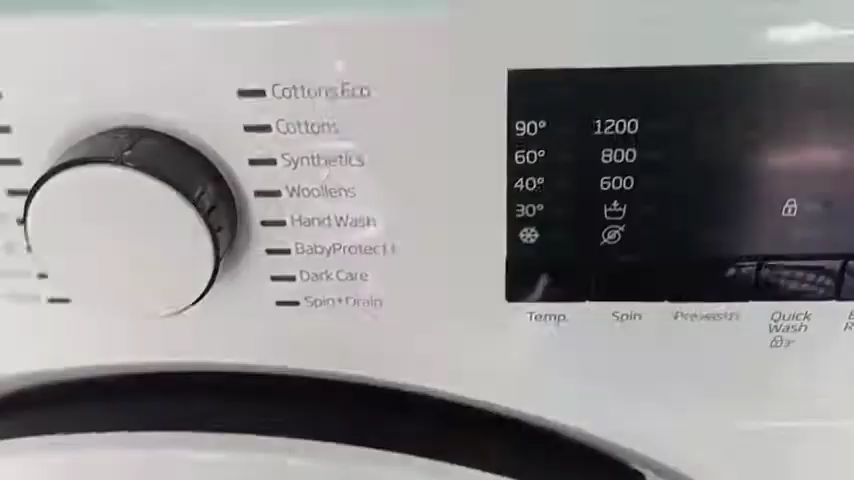 Cottons Eco
Cottons
Synthetics
Woollens
Hand Wash
BabyProtect+
Dark Care
Spin+Drain
90° 1200
60° 800
40° 600
30°
Temp. Spin Prewash Quick
Wash